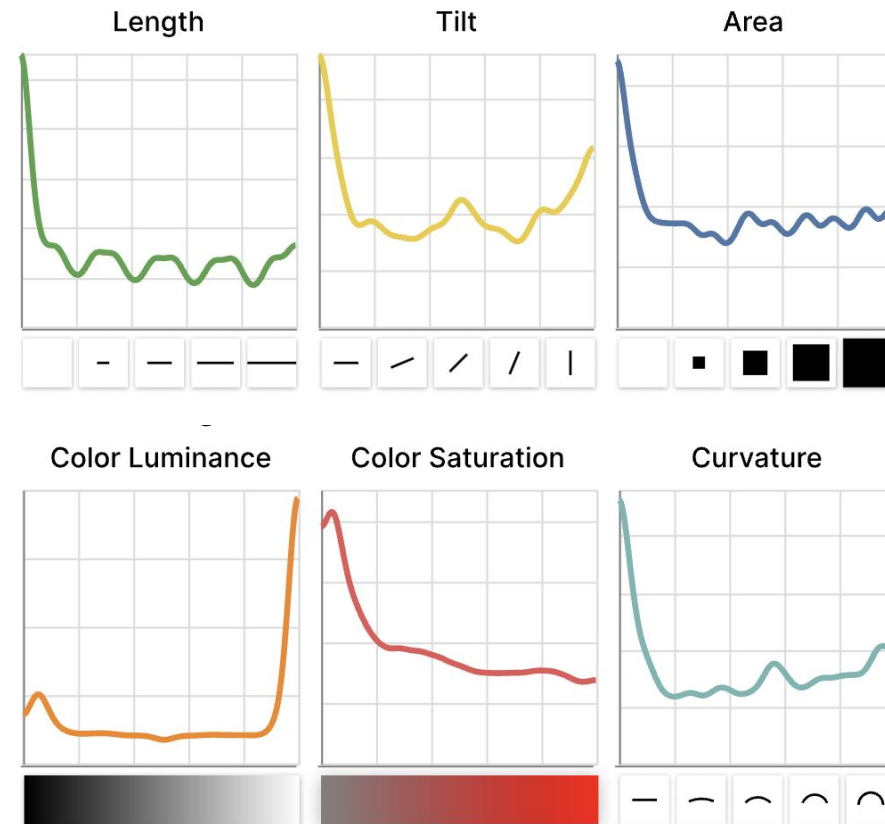 Length
Tilt
Area
Color Luminance
Color Saturation
Curvature